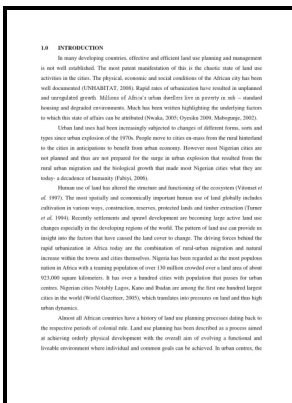 1.0 INTRODUCTION
In many developing countries, effective and efficient land use planning and management
is not well established. The most patent manifestation of this is the chaotic state of land use
activities in the cities. The physical, economic and social conditions of the African city has been
well documented (UNHABITAT, 2008). Rapid rates of urbanization have resulted in unplanned
and unregulated growth. Millions of Africa's urban dwellers live in poverty in sub – standard
housing and degraded environments. Much has been written highlighting the underlying factors
to which this state of affairs can be attributed (Nwaka, 2005; Oyesiku 2009, Mabogunje, 2002).
Urban land uses had been increasingly subjected to changes of different forms, sorts and
types since urban explosion of the 1970s. People move to cities en-mass from the rural hinterland
to the cities in anticipations to benefit from urban economy. However most Nigerian cities are
not planned and thus are not prepared for the surge in urban explosion that resulted from the
rural urban migration and the biological growth that made most Nigerian cities what they are
today- a decadence of humanity (Fabiyi, 2006).
Human use of land has altered the structure and functioning of the ecosystem (Vitousek et
al. 1997). The most spatially and economically important human use of land globally includes
cultivation in various ways, construction, reserves, protected lands and timber extraction (Turner
et al. 1994). Recently settlements and sprawl development are becoming large active land use
changes especially in the developing regions of the world. The pattern of land use can provide us
insight into the factors that have caused the land cover to change. The driving forces behind the
rapid urbanization in Africa today are the combination of rural-urban migration and natural
increase within the towns and cities themselves. Nigeria has been regarded as the most populous
nation in Africa with a teaming population of over 130 million crowded over a land area of about
923,000 square kilometers. It has over a hundred cities with population that passes for urban
centres. Nigerian cities Notably Lagos, Kano and Ibadan are among the first one hundred largest
cities in the world (World Gazetteer, 2005), which translates into pressures on land and thus high
urban dynamics.
Almost all African countries have a history of land use planning processes dating back to
the respective periods of colonial rule. Land use planning has been described as a process aimed
at achieving orderly physical development with the overall aim of evolving a functional and
liveable environment where individual and common goals can be achieved. In urban centres, the